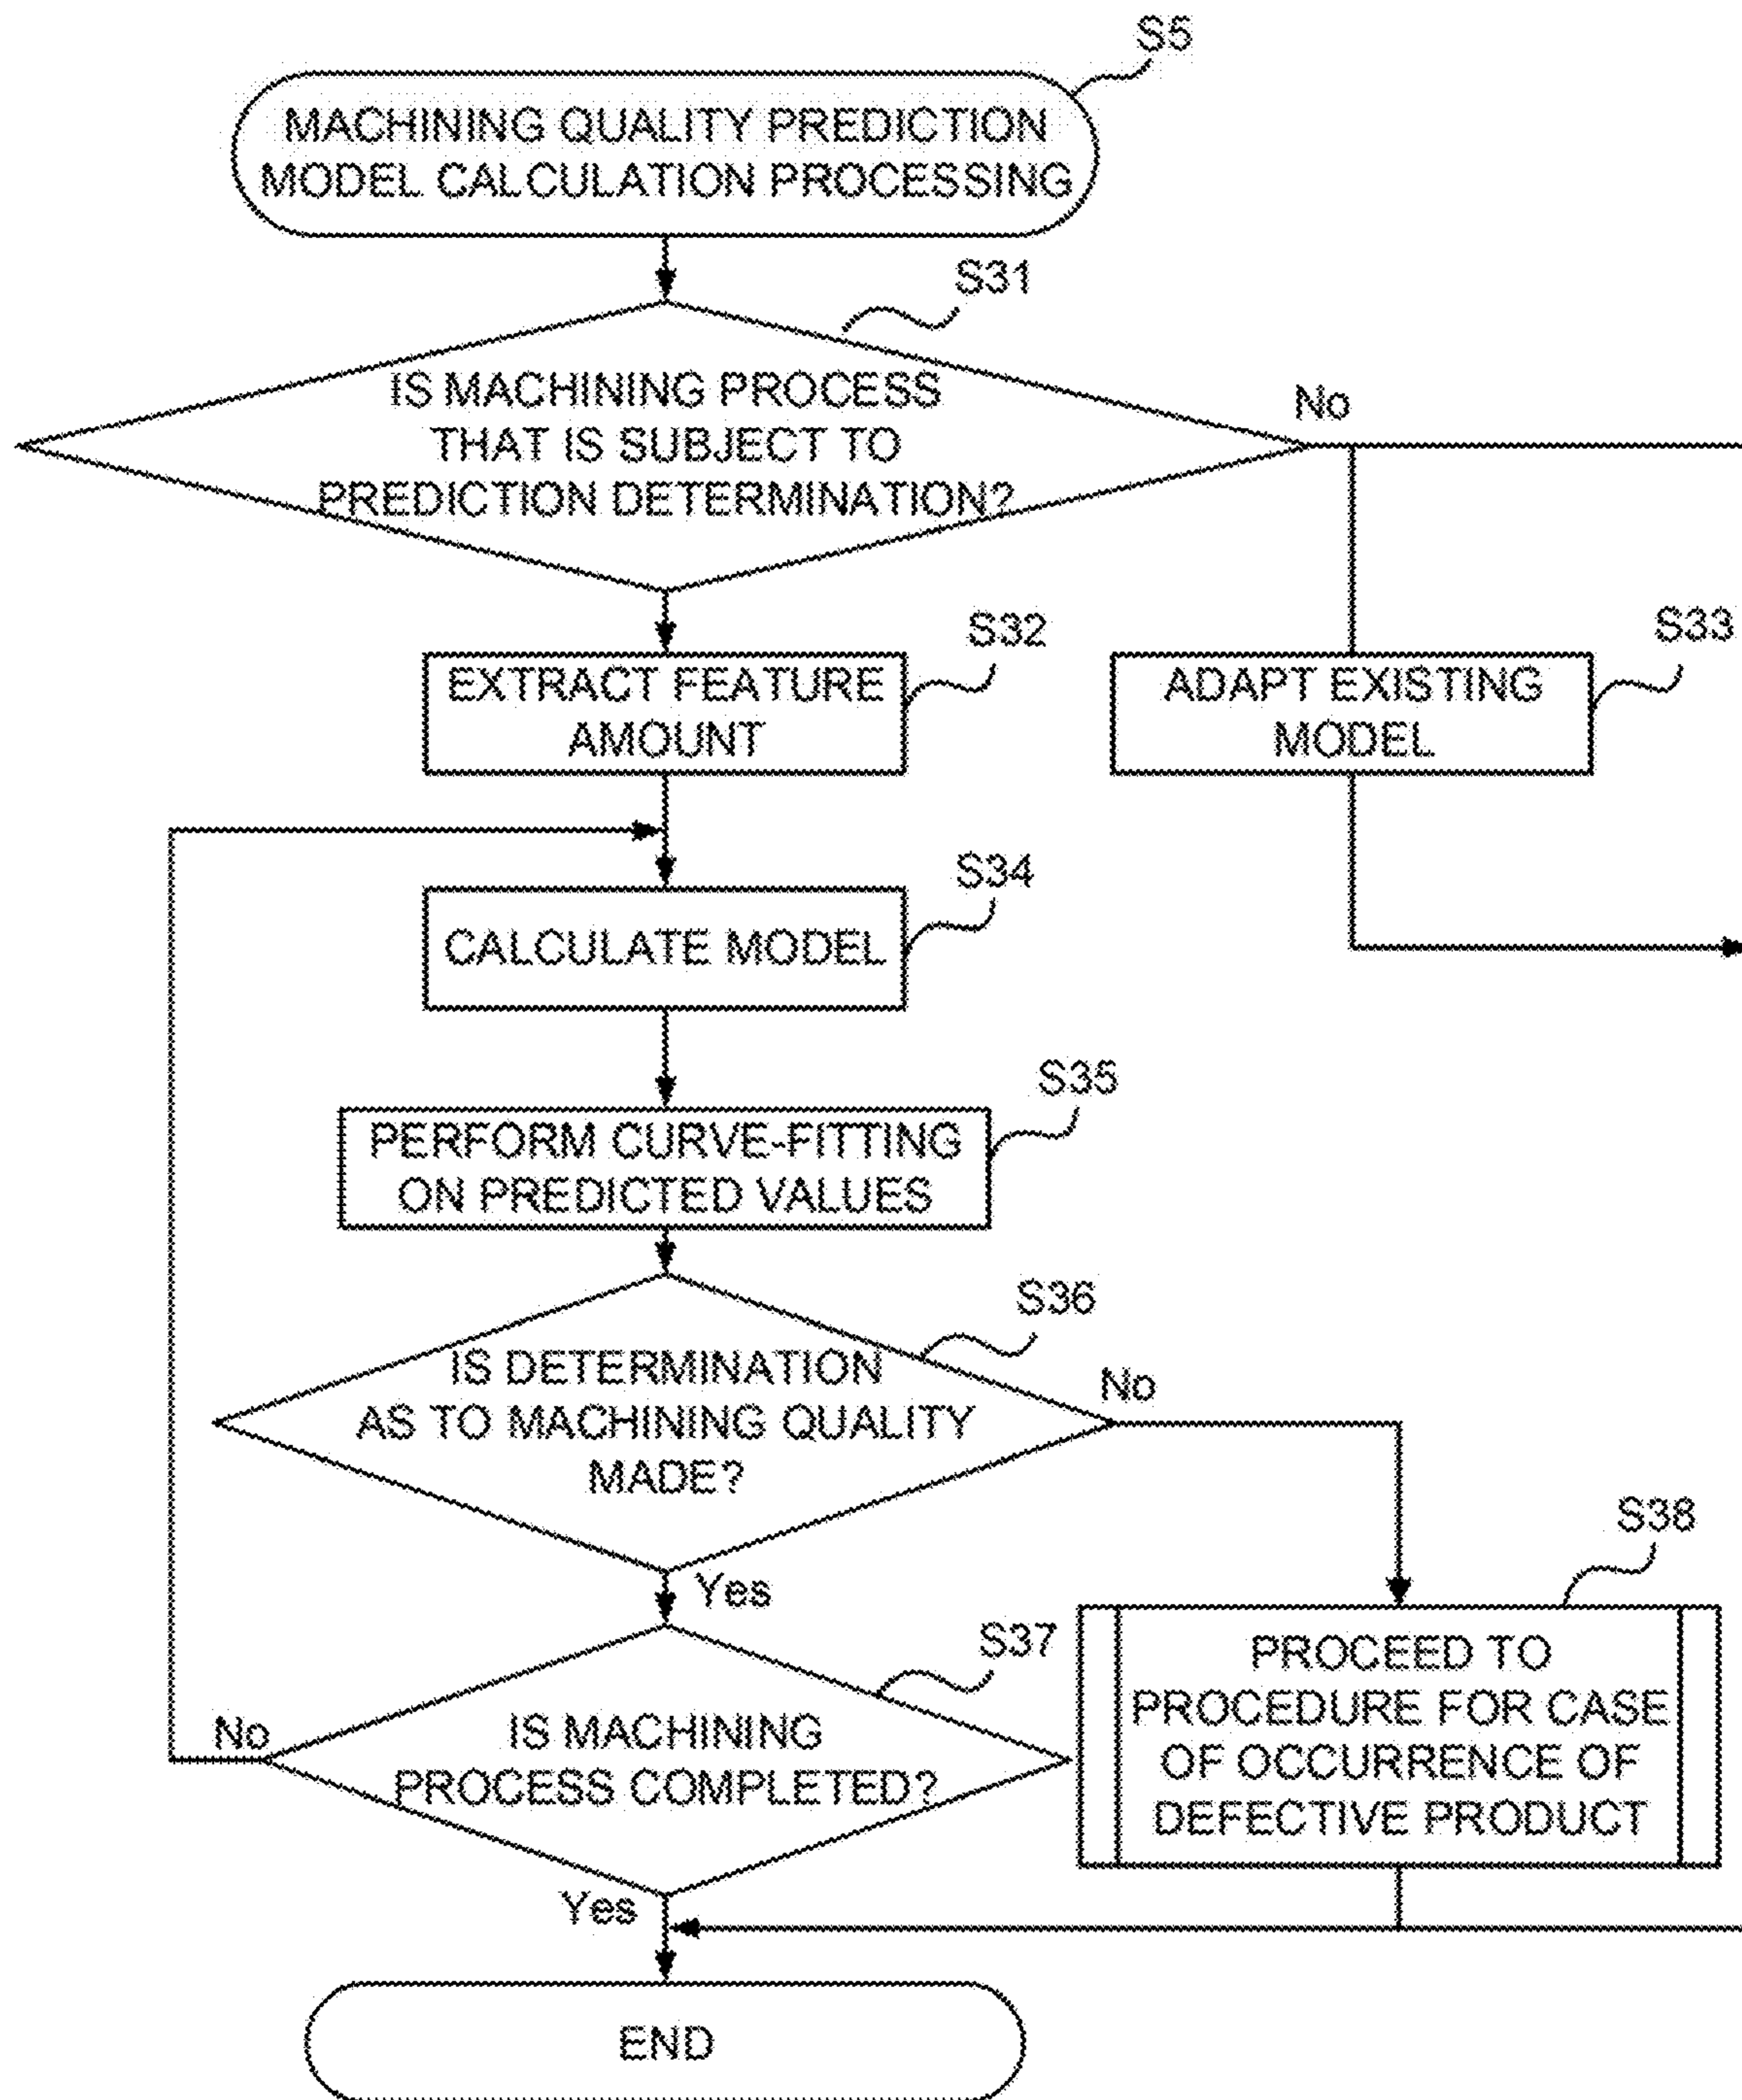 S5
MACHINING QUALITY PREDICTION
MODEL CALCULATION PROCESSING
S31
IS MACHINING PROCESS
THAT IS SUBJECT TO
PREDICTION DETERMINATION?
No
S32
EXTRACT FEATURE
AMOUNT
S33
ADAPT EXISTING
MODEL
S34
CALCULATE MODEL
S35
PERFORM CURVE-FITTING
ON PREDICTED VALUES
S36
IS DETERMINATION
AS TO MACHINING QUALITY
MADE?
No
Yes
S37
IS MACHINING
PROCESS COMPLETED?
No
Yes
S38
PROCEED TO
PROCEDURE FOR CASE
OF OCCURRENCE OF
DEFECTIVE PRODUCT
END